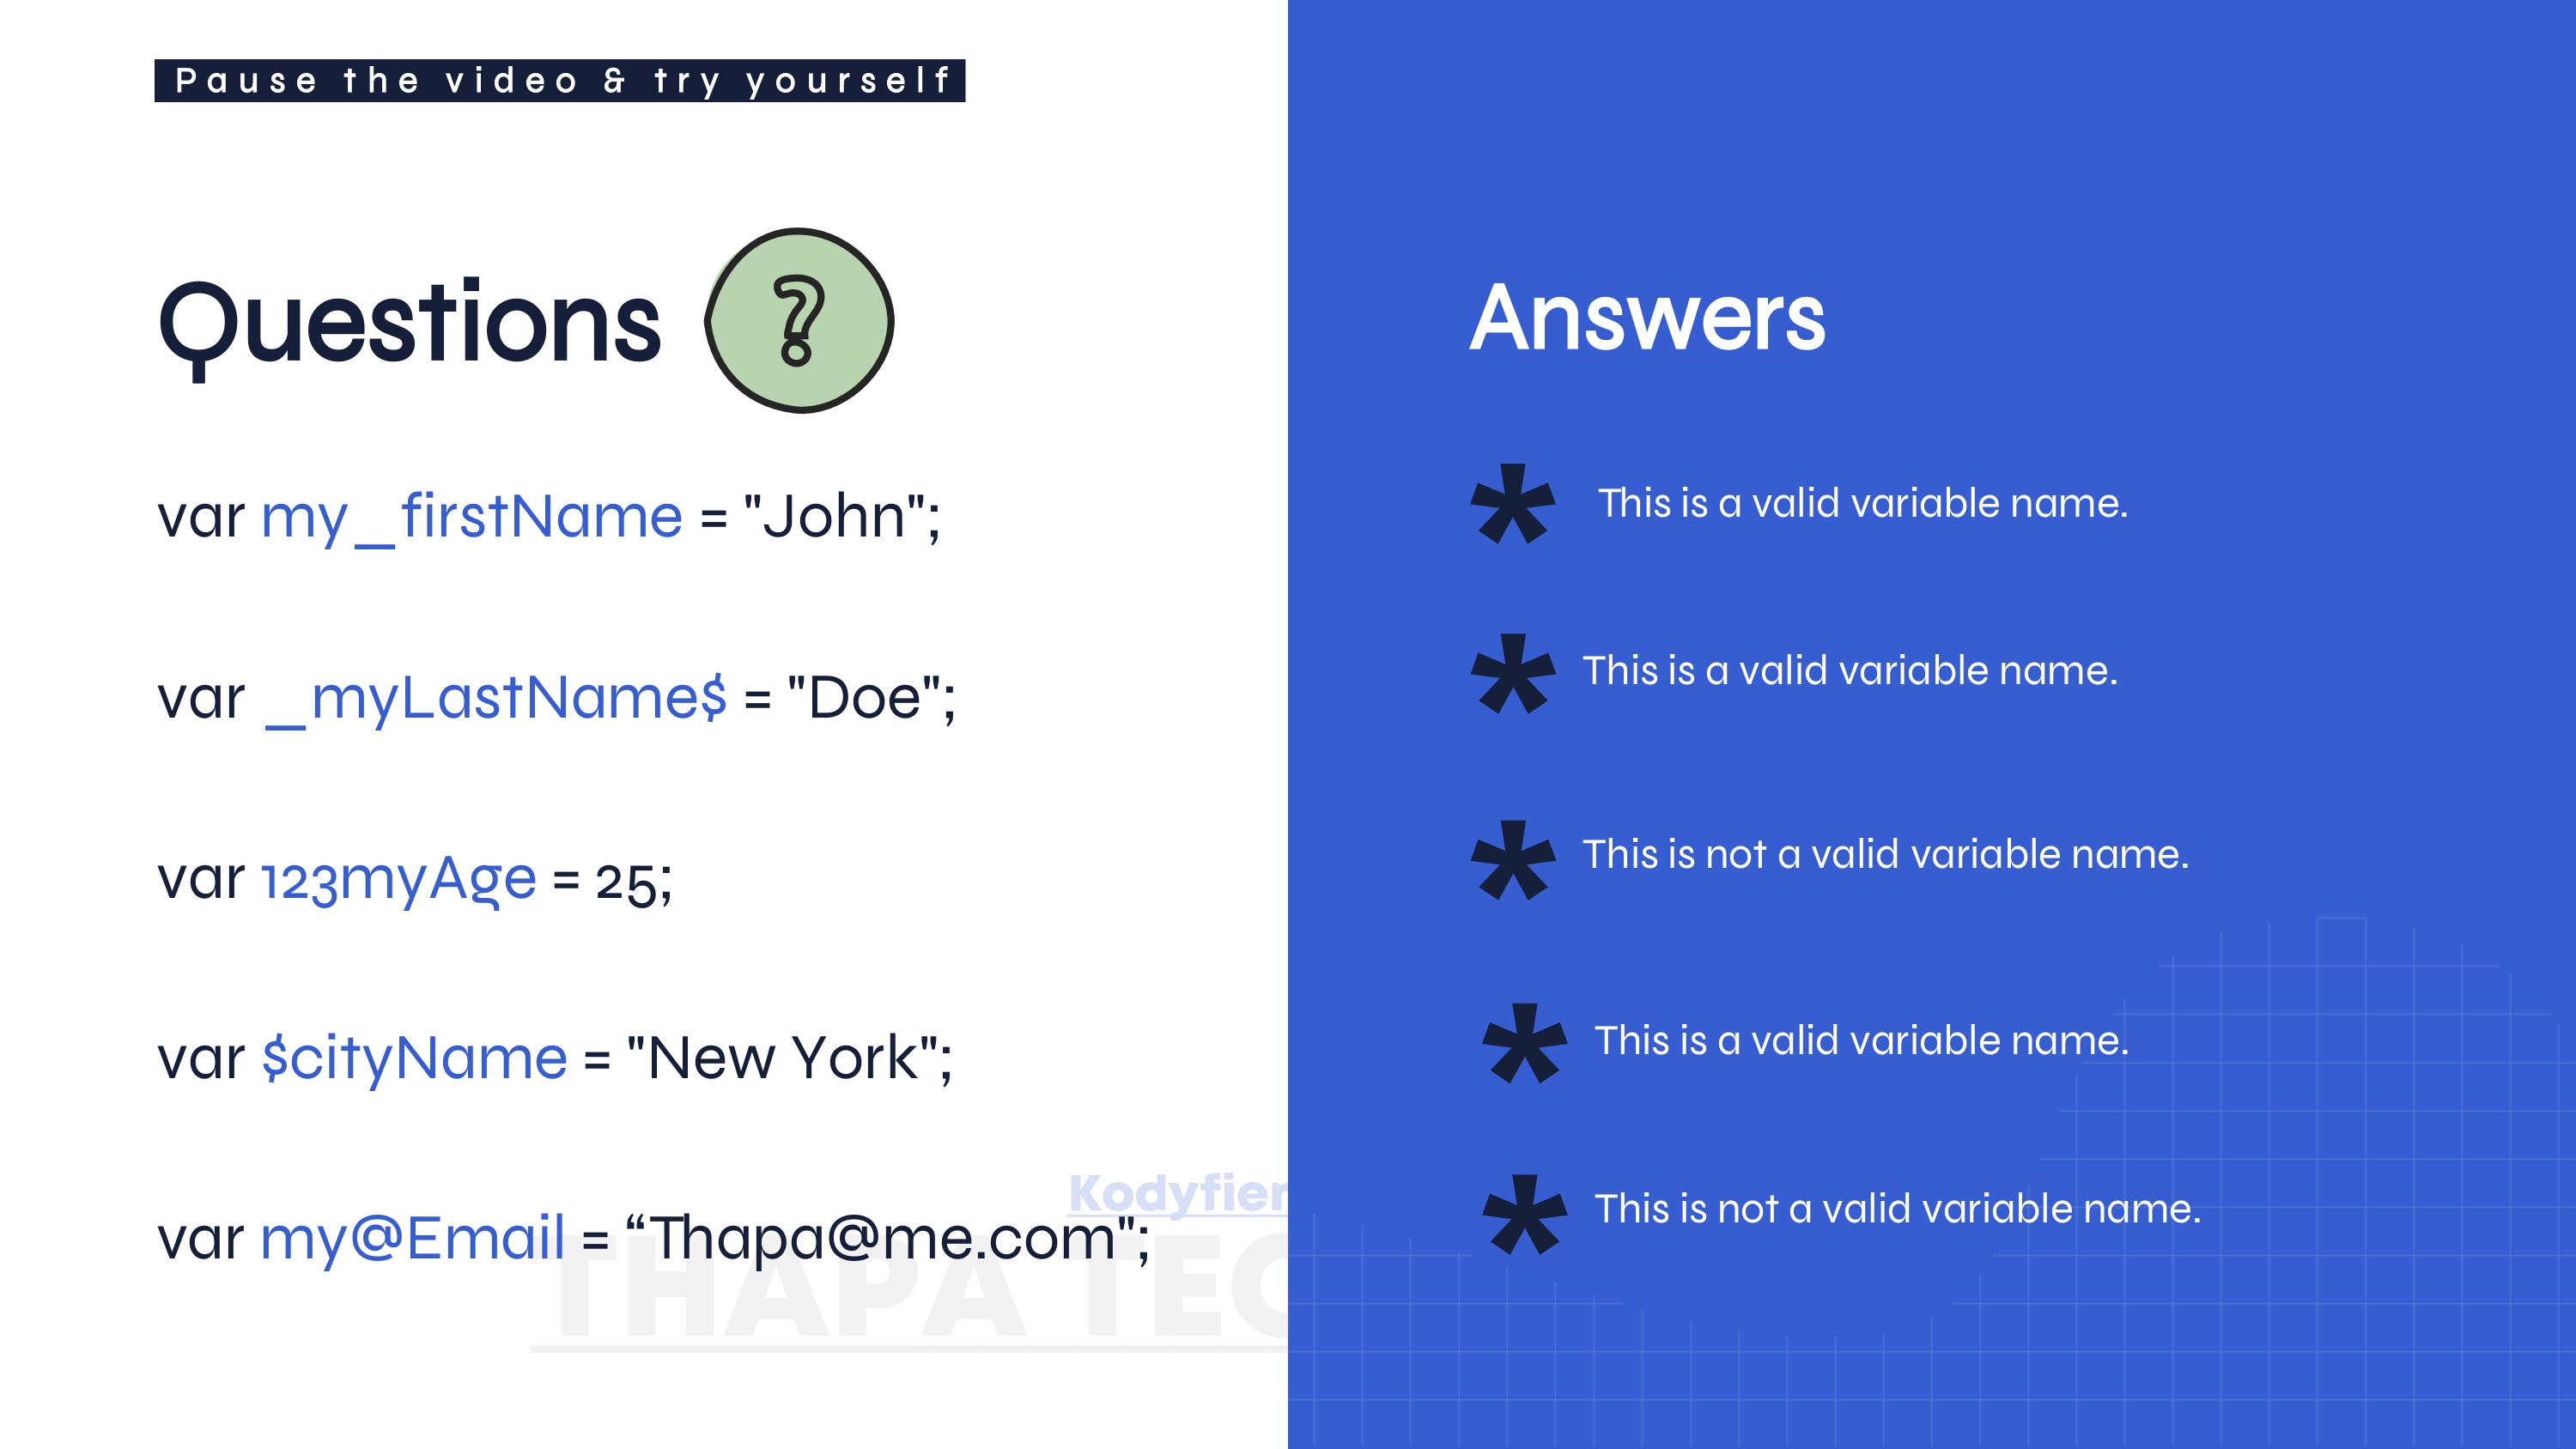 Pause the video & try yourself
Questions
?
var my_firstName = "John";
var _myLastName$ = "Doe";
var 123myAge = 25;
var $cityName = "New York";
var my@Email = “Thapa@me.com";
Kodyfier
THAPA TEC
Answers
* This is a valid variable name.
* This is a valid variable name.
* This is not a valid variable name.
* This is a valid variable name.
* This is not a valid variable name.